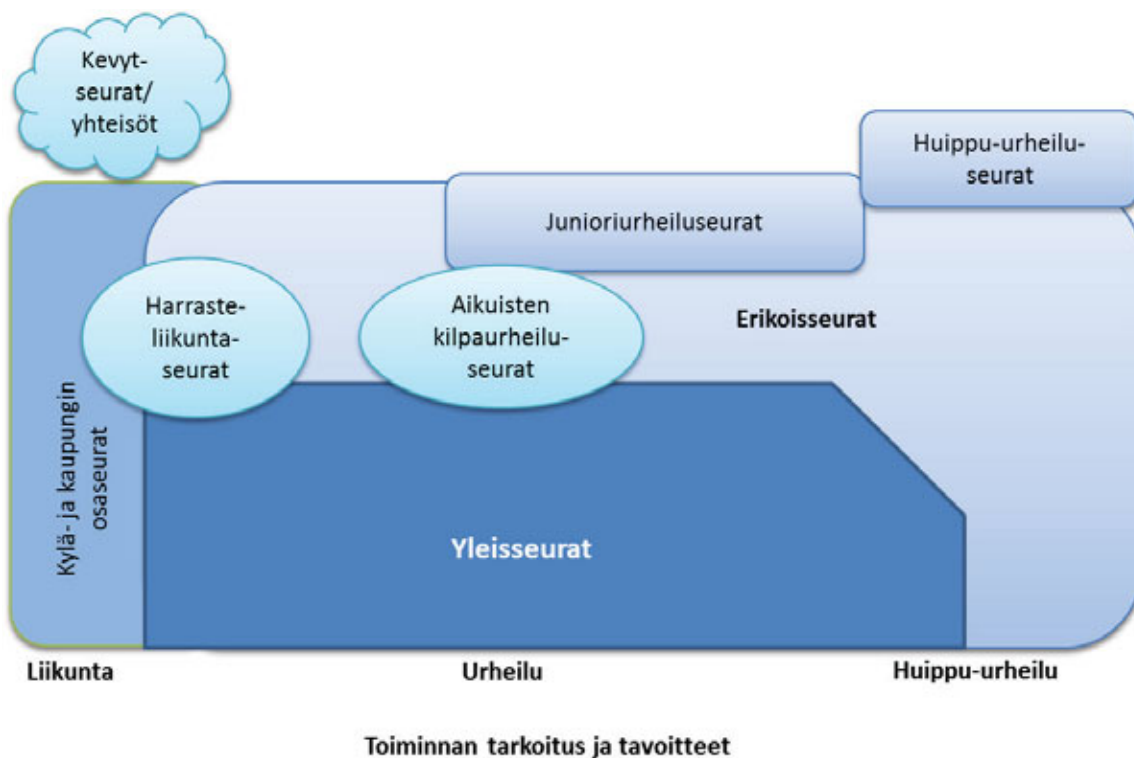 Kevyt-
seurat/
yhteisöt
Huippu-urheilu-
seurat
Junioriurheiluseurat
Harraste-
liikunta-
seurat
Aikuisten
kilpaurheilu-
seurat
Erikoisseurat
Kylä- ja kaupungin
osaseurat
Yleisseurat
Liikunta
Urheilu
Huippu-urheilu
Toiminnan tarkoitus ja tavoitteet